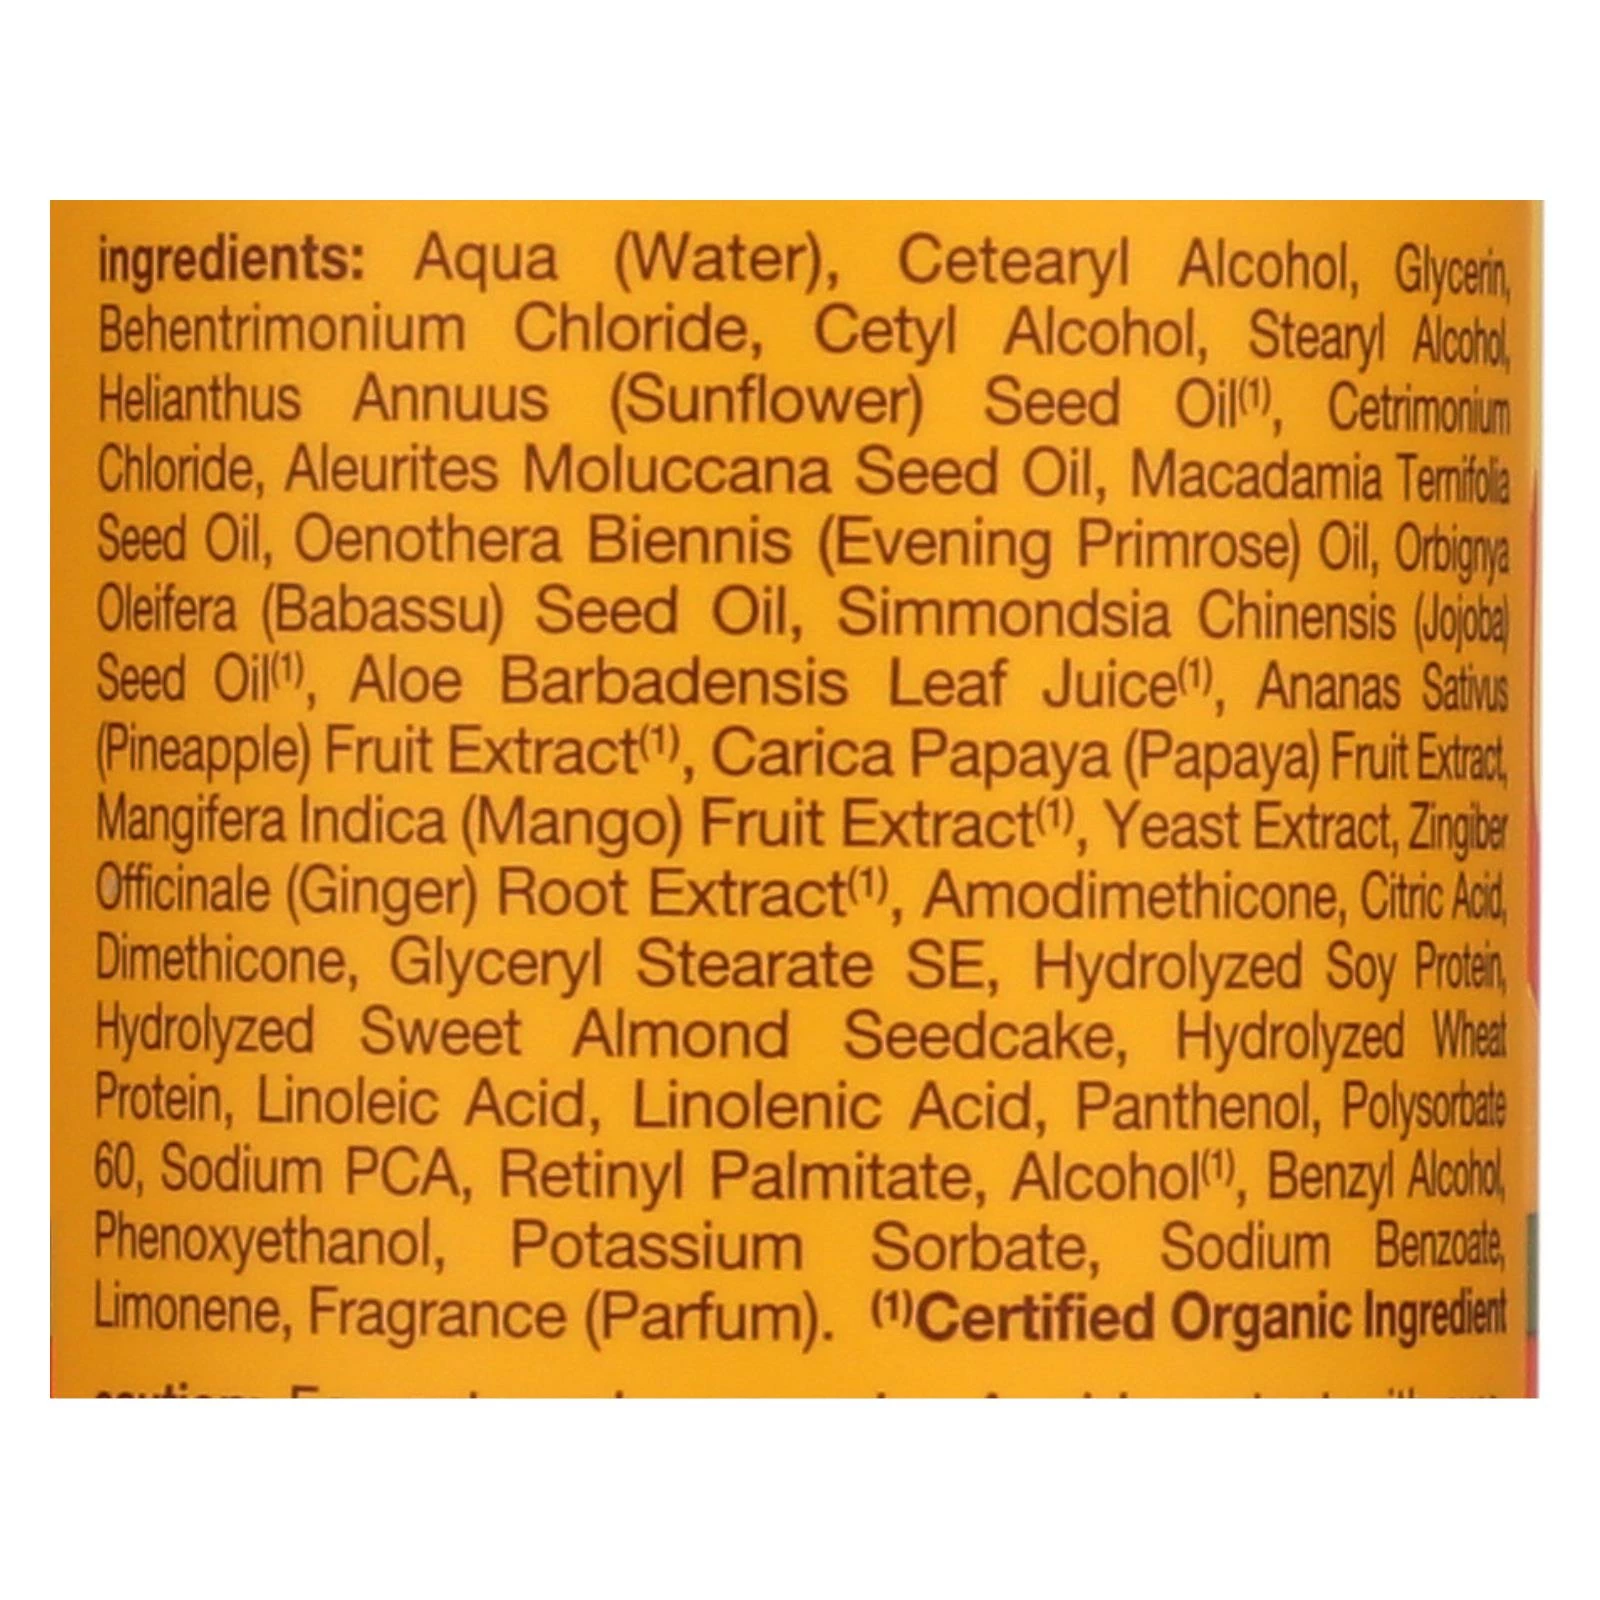 ingredients: Aqua (Water), Cetearyl Alcohol, Glycerin,
Behentrimonium Chloride, Cetyl Alcohol, Stearyl Alcohol,
Helianthus Annuus (Sunflower) Seed Oil(1), Cetrimonium
Chloride, Aleurites Moluccana Seed Oil, Macadamia Ternifolia
Seed Oil, Oenothera Biennis (Evening Primrose) Oil, Orbignya
Oleifera (Babassu) Seed Oil, Simmondsia Chinensis (Jojoba)
Seed Oil(1), Aloe Barbadensis Leaf Juice(1), Ananas Sativus
(Pineapple) Fruit Extract(1), Carica Papaya (Papaya) Fruit Extract,
Mangifera Indica (Mango) Fruit Extract(1), Yeast Extract, Zingiber
Officinale (Ginger) Root Extract(1), Amodimethicone, Citric Acid,
Dimethicone, Glyceryl Stearate SE, Hydrolyzed Soy Protein,
Hydrolyzed Sweet Almond Seedcake, Hydrolyzed Wheat
Protein, Linoleic Acid, Linolenic Acid, Panthenol, Polysorbate
60, Sodium PCA, Retinyl Palmitate, Alcohol(1), Benzyl Alcohol,
Phenoxyethanol, Potassium Sorbate, Sodium Benzoate,
Limonene, Fragrance (Parfum). (1)Certified Organic Ingredient